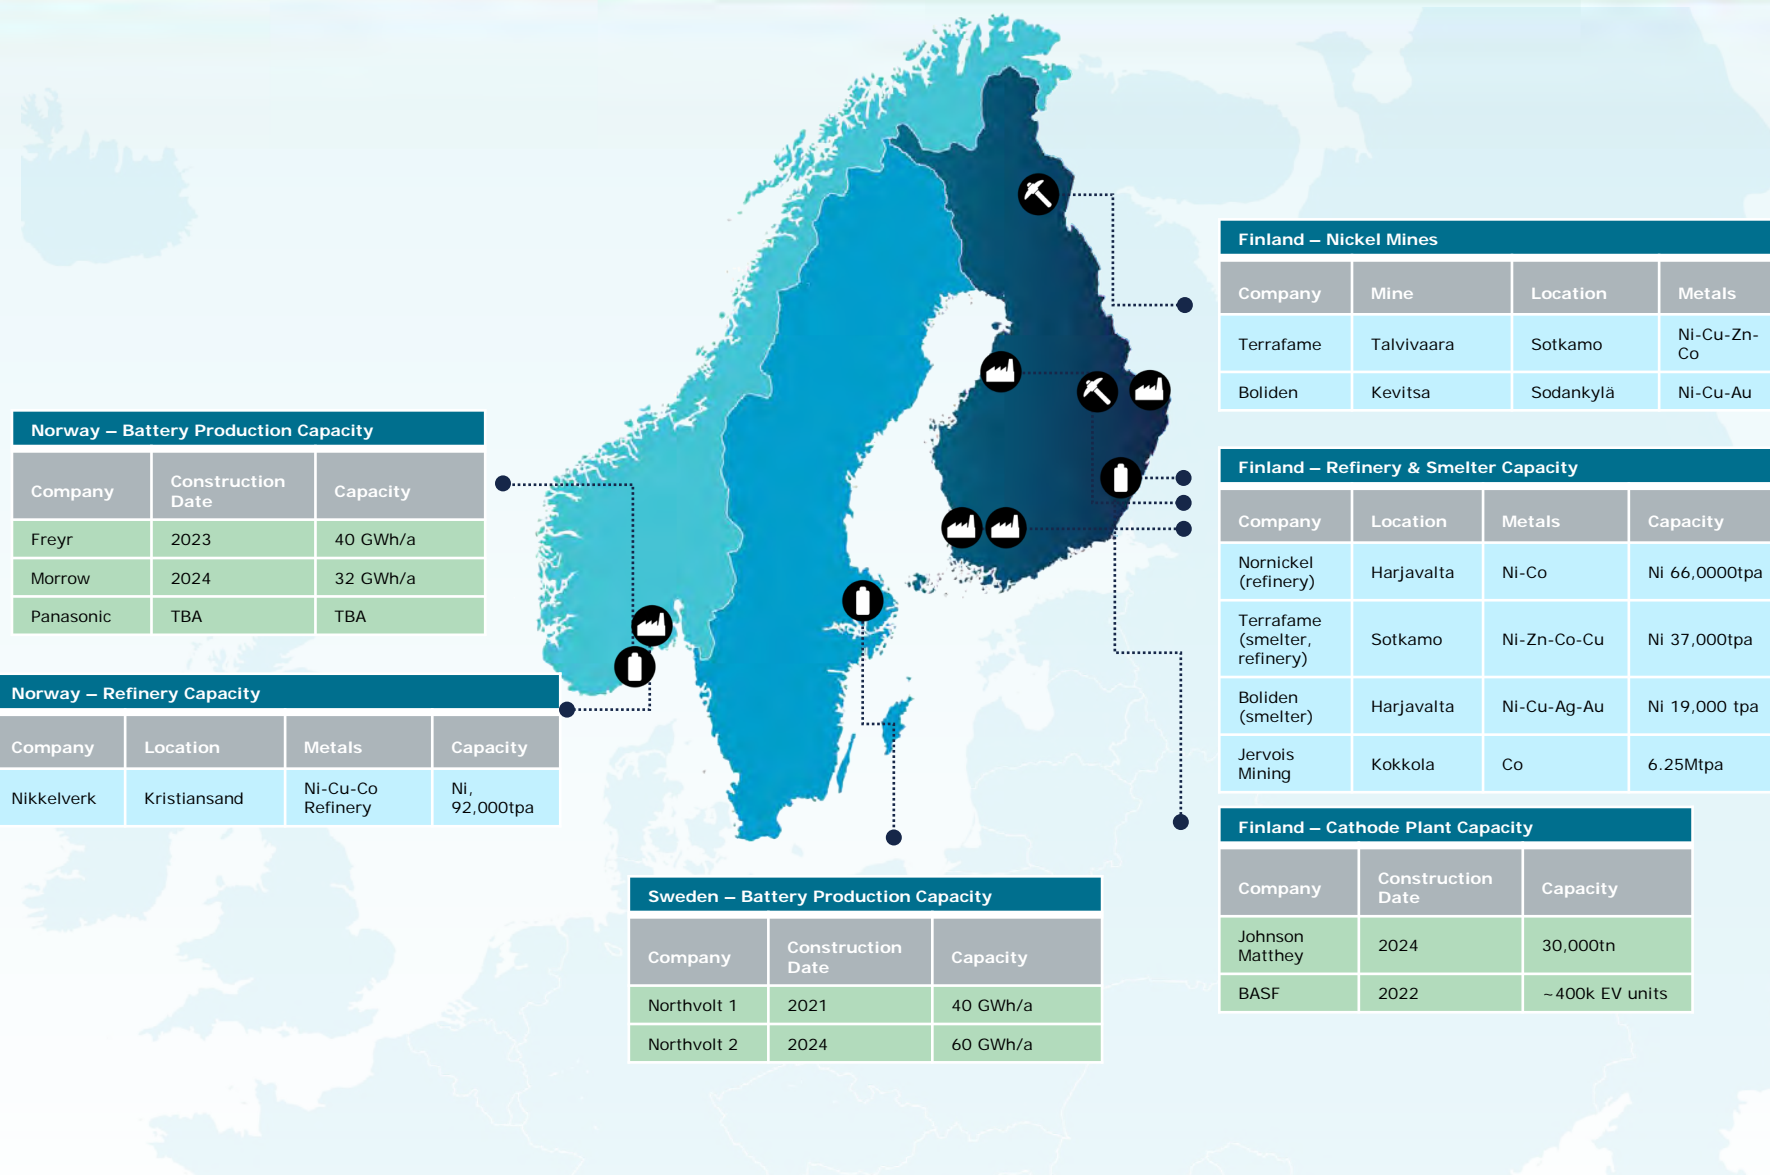 Finland – Nickel Mines
Company Mine Location Metals
Terrafame Talvivaara Sotkamo Ni-Cu-Zn-
Co
Boliden Kevitsa Sodankylä Ni-Cu-Au
Norway – Battery Production Capacity
Company Construction
Date Capacity
Freyr 2023 40 GWh/a
Morrow 2024 32 GWh/a
Panasonic TBA TBA
Finland – Refinery & Smelter Capacity
Company Location Metals Capacity
Nornickel
(refinery) Harjavalta Ni-Co Ni 66,0000tpa
Terrafame
(smelter,
refinery) Sotkamo Ni-Zn-Co-Cu Ni 37,000tpa
Boliden
(smelter) Harjavalta Ni-Cu-Ag-Au Ni 19,000 tpa
Jervois
Mining Kokkola Co 6.25Mtpa
Norway – Refinery Capacity
Company Location Metals Capacity
Nikkelverk Kristiansand Ni-Cu-Co
Refinery Ni,
92,000tpa
Finland – Cathode Plant Capacity
Company Construction
Date Capacity
Johnson
Matthey 2024 30,000tn
BASF 2022 ~400k EV units
Sweden – Battery Production Capacity
Company Construction
Date Capacity
Northvolt 1 2021 40 GWh/a
Northvolt 2 2024 60 GWh/a